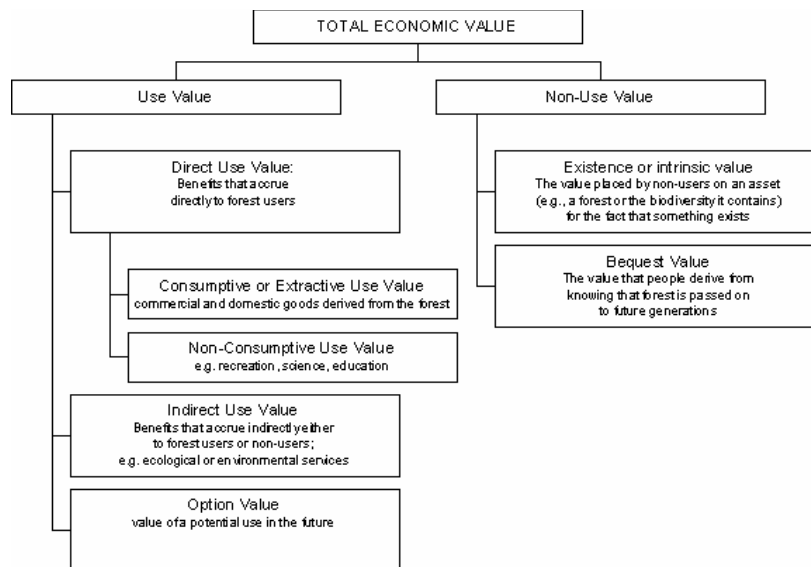 TOTAL ECONOMIC VALUE
Use Value
Non-Use Value
Direct Use Value:
Benefits that accrue
directly to forest users
Existence or intrinsic value
The value placed by non-users on an asset
(e.g., a forest or the biodiversity it contains)
for the fact that something exists
Bequest Value
The value that people derive from
knowing that forest is passed on
to future generations
Consumptive or Extractive Use Value
commercial and domestic goods derived from the forest
Non-Consumptive Use Value
e.g. recreation, science, education
Indirect Use Value
Benefits that accrue indirectly either
to forest users or non-users;
e.g. ecological or environmental services
Option Value
value of a potential use in the future